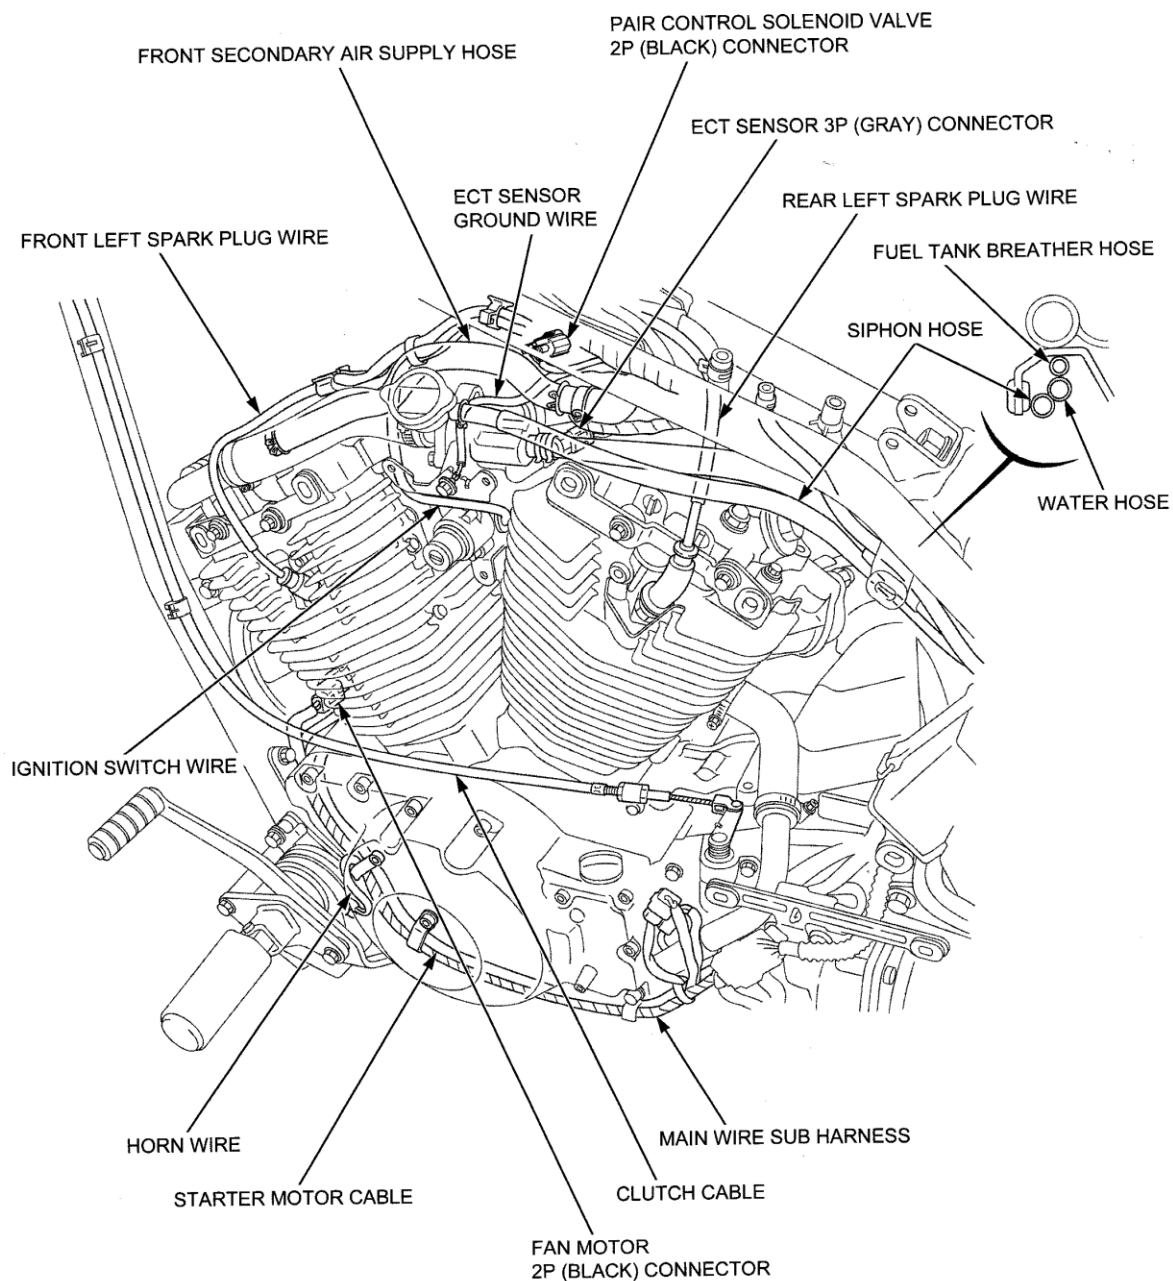 PAIR CONTROL SOLENOID VALVE
2P (BLACK) CONNECTOR
FRONT SECONDARY AIR SUPPLY HOSE
ECT SENSOR 3P (GRAY) CONNECTOR
ECT SENSOR
GROUND WIRE
REAR LEFT SPARK PLUG WIRE
FRONT LEFT SPARK PLUG WIRE
FUEL TANK BREATHER HOSE
SIPHON HOSE
WATER HOSE
IGNITION SWITCH WIRE
HORN WIRE
MAIN WIRE SUB HARNESS
STARTER MOTOR CABLE
CLUTCH CABLE
FAN MOTOR
2P (BLACK) CONNECTOR